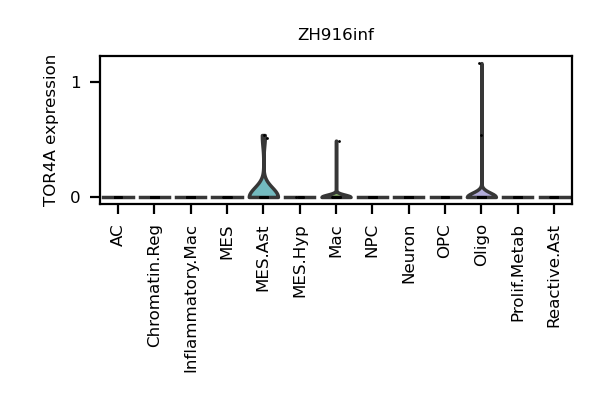 ZH916inf
TOR4A expression
1
0
AC
Chromatin.Reg
Inflammatory.Mac
MES
MES.Ast
MES.Hyp
Mac
NPC
Neuron
OPC
Oligo
Prolif.Metab
Reactive.Ast